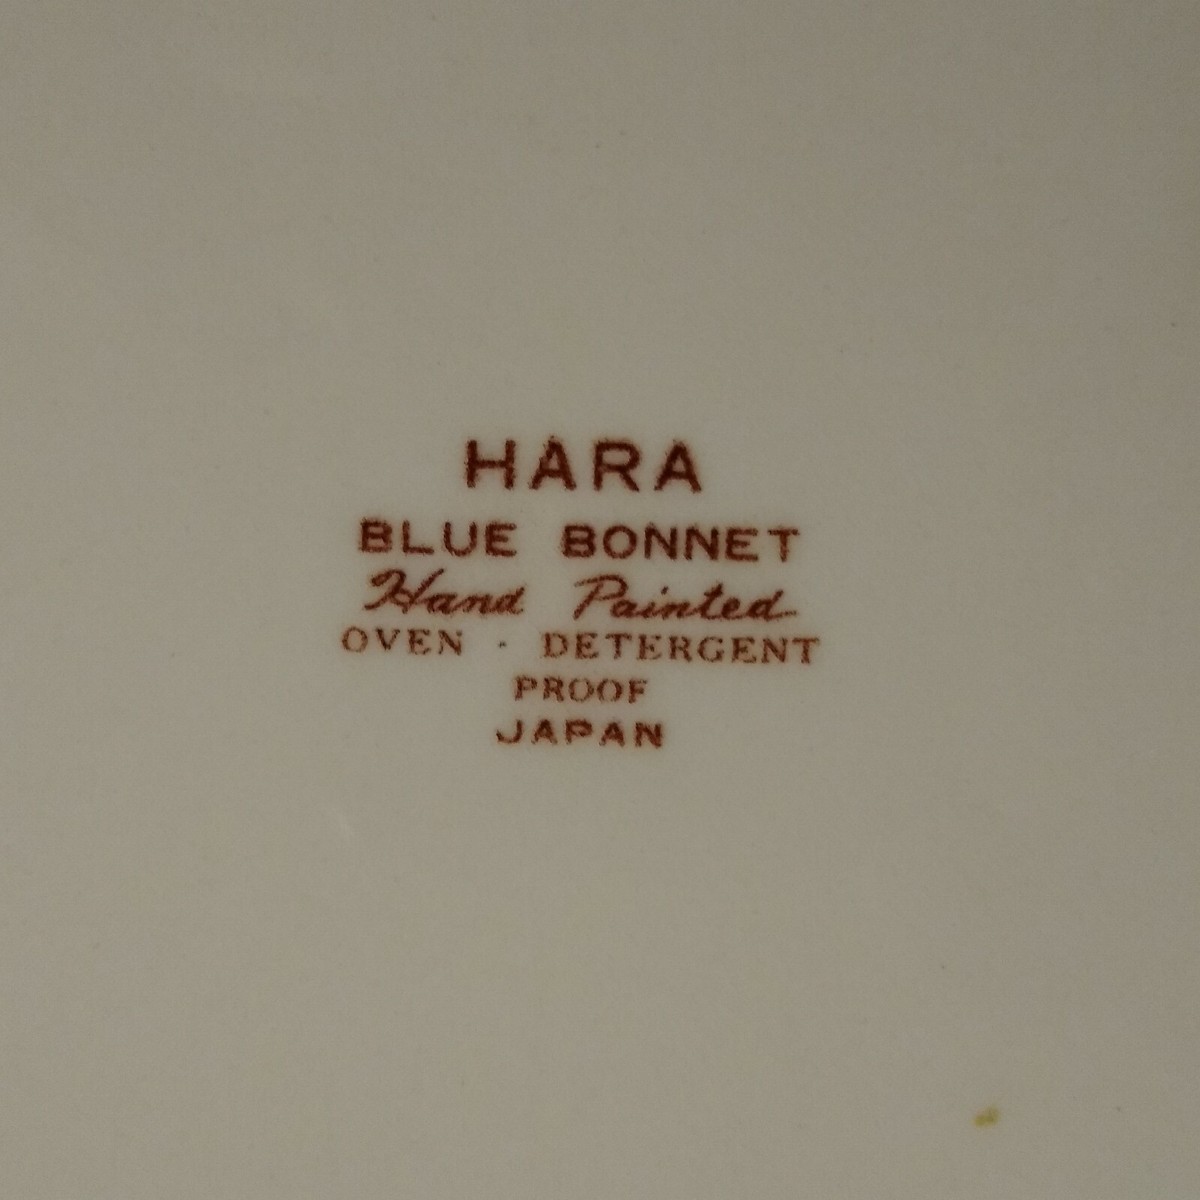 HARA
BLUE BONNET
Hand Painted
OVEN - DETERGENT
PROOF
JAPAN